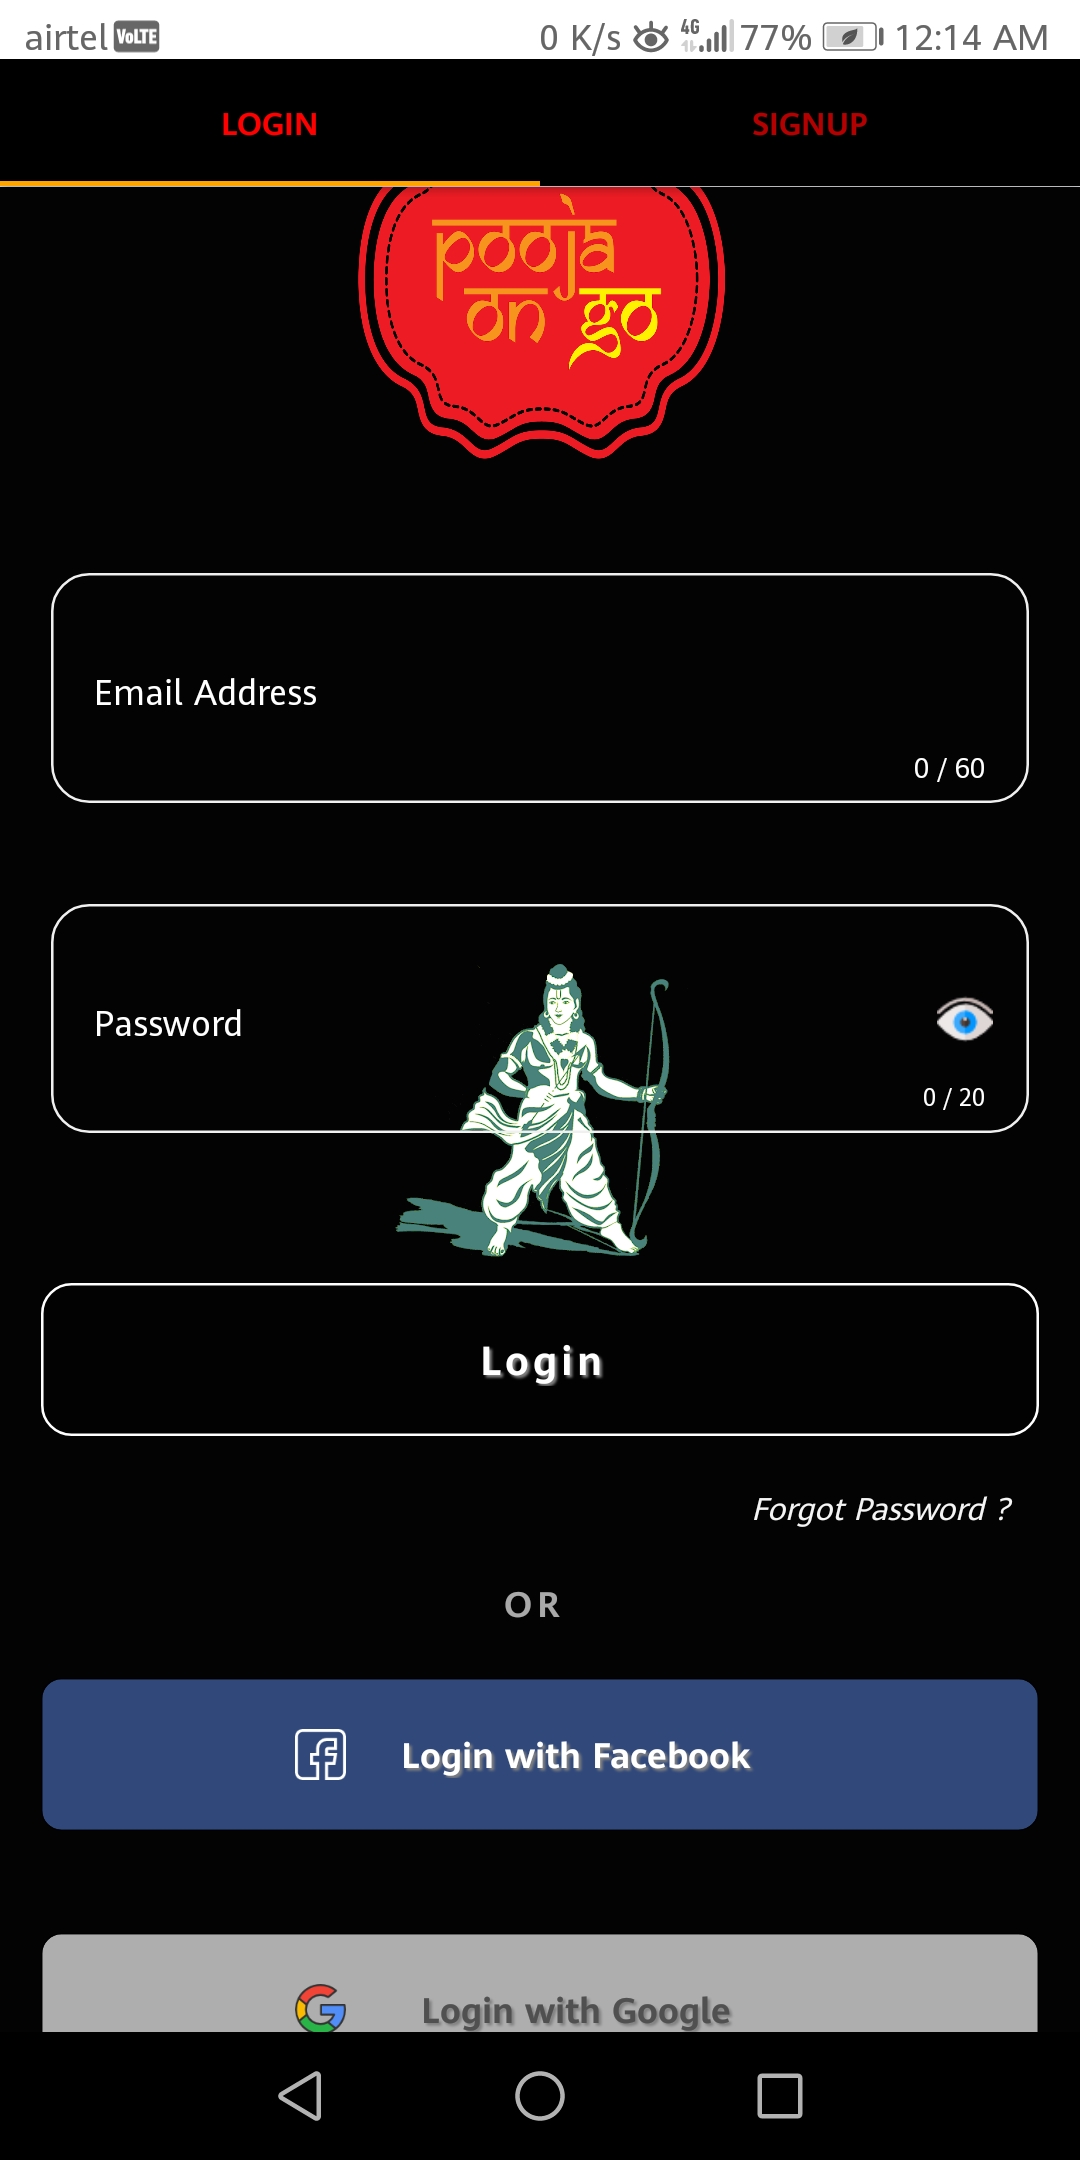 airtel VoLTE 0 K/s 4G 77% 12:14 AM
LOGIN SIGNUP
pooja
on go
Email Address
0 / 60
Password
0 / 20
Login
Forgot Password ?
OR
Login with Facebook
Login with Google